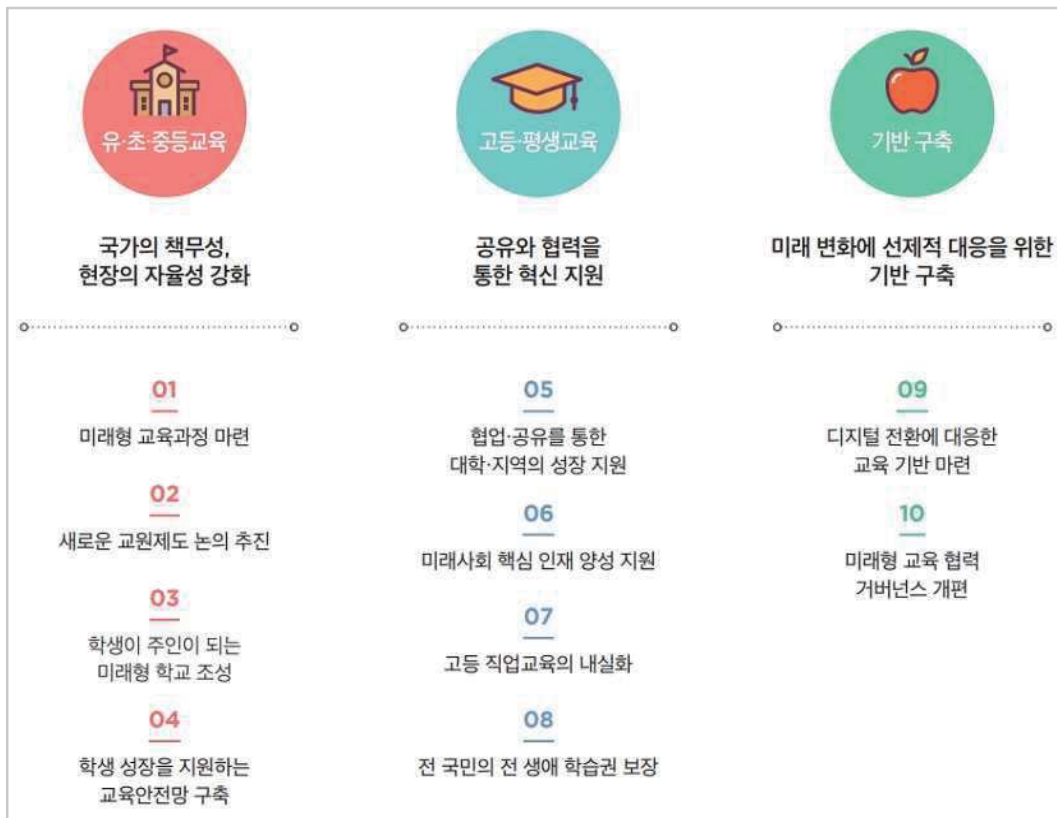 유·초·중등교육
국가의 책무성,
현장의 자율성 강화
01
미래형 교육과정 마련
02
새로운 교원제도 논의 추진
03
학생이 주인이 되는
미래형 학교 조성
04
학생 성장을 지원하는
교육안전망 구축
고등·평생교육
공유와 협력을
통한 혁신 지원
05
협업·공유를 통한
대학·지역의 성장 지원
06
미래사회 핵심 인재 양성 지원
07
고등 직업교육의 내실화
08
전 국민의 전 생애 학습권 보장
기반 구축
미래 변화에 선제적 대응을 위한
기반 구축
09
디지털 전환에 대응한
교육 기반 마련
10
미래형 교육 협력
거버넌스 개편